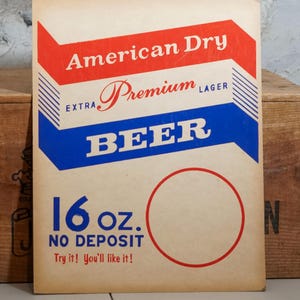 American Dry
EXTRA Premium LAGER
BEER
16 OZ.
NO DEPOSIT
Try it! You'll like it!
N